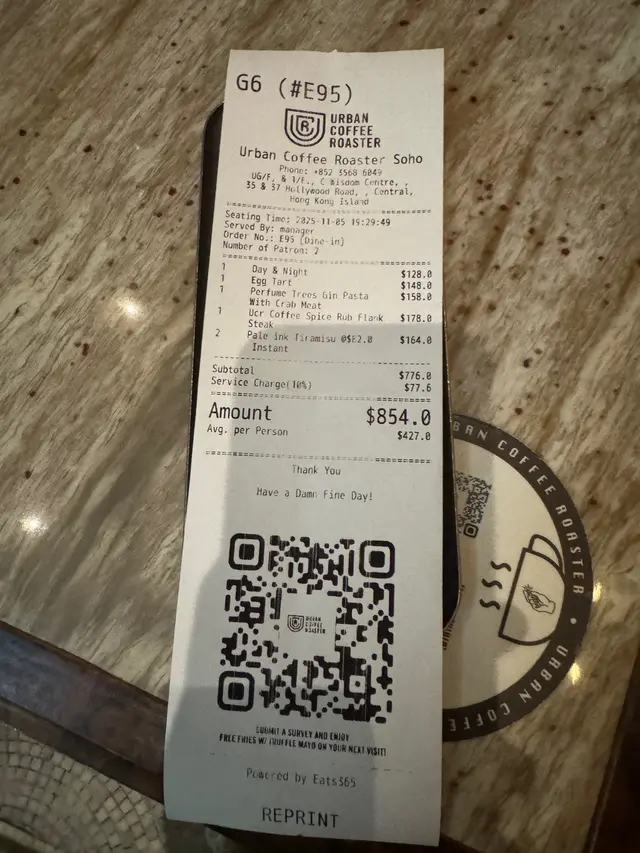 G6 (#E95)
URBAN
COFFEE
ROASTER
Urban Coffee Roaster Soho
Phone: +852 3568 6049
UG/F, & 1/F., C Wisdom Centre, ,
35 & 37 Hollywood Road, , Central,
Hong Kong Island
Seating Time: 2025-11-05 19:29:49
Served By: manager
Order No.: E95 [Dine-in]
Number of Patron: 2
1 Day & Night $128.0
1 Egg Tart $148.0
1 Perfume Trees Gin Pasta $158.0
With Crab Meat
1 Ucr Coffee Spice Rub Flank $178.0
Steak
2 Pale ink Tiramisu @$82.0 $164.0
Instant
Subtotal $776.0
Service Charge(10%) $77.6
Amount $854.0
Avg. per Person $427.0
Thank You
Have a Damn Fine Day!
URBAN
COFFEE
ROASTER
SUBMIT A SURVEY AND ENJOY
FREE FRIES W/ TRUFFLE MAYO ON YOUR NEXT VISIT!
Powered by Eats365
REPRINT
BAN COFFEE ROASTER • URBAN COFFE